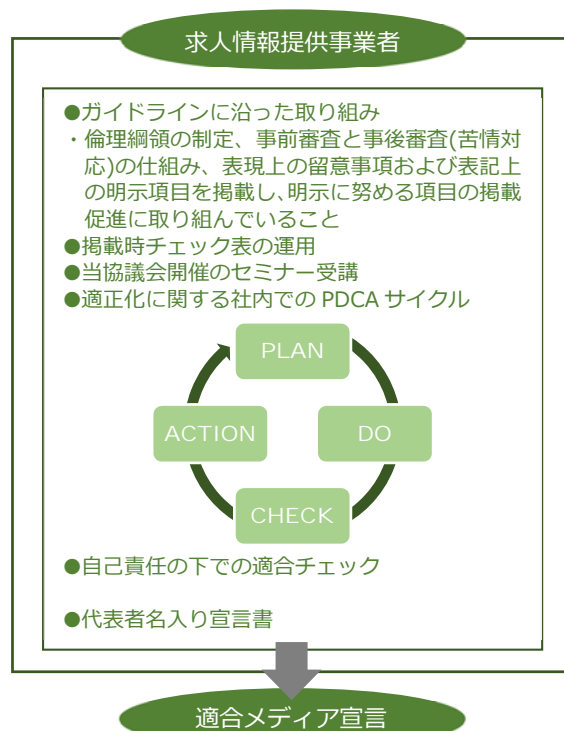 求人情報提供事業者
●ガイドラインに沿った取り組み
・倫理綱領の制定、事前審査と事後審査(苦情対
応)の仕組み、表現上の留意事項および表記上
の明示項目を掲載し、明示に努める項目の掲載
促進に取り組んでいること
●掲載時チェック表の運用
●当協議会開催のセミナー受講
●適正化に関する社内での PDCA サイクル
PLAN
ACTION
DO
CHECK
●自己責任の下での適合チェック
●代表者名入り宣言書
適合メディア宣言